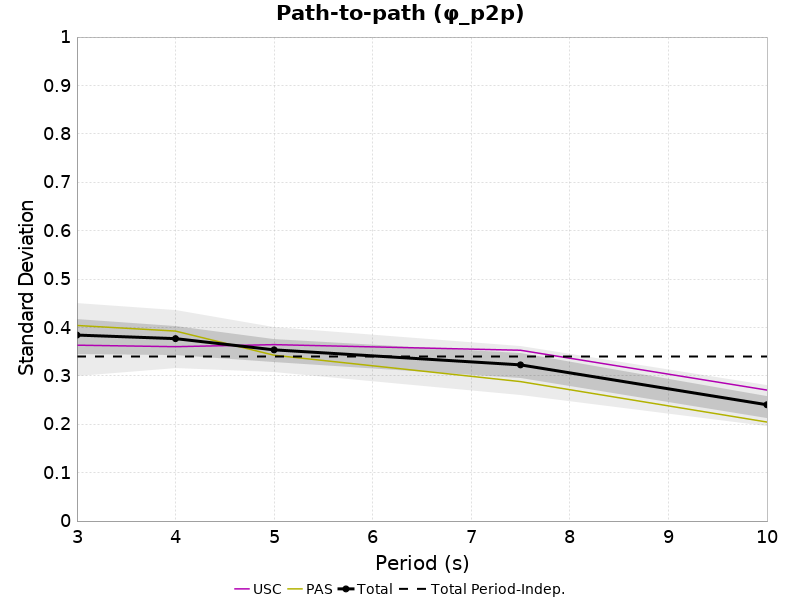 Path-to-path (φ_p2p)
1
0.9
0.8
0.7
0.6
0.5
0.4
0.3
0.2
0.1
0
Standard Deviation
3 4 5 6 7 8 9 10
Period (s)
USC PAS Total Total Period-Indep.